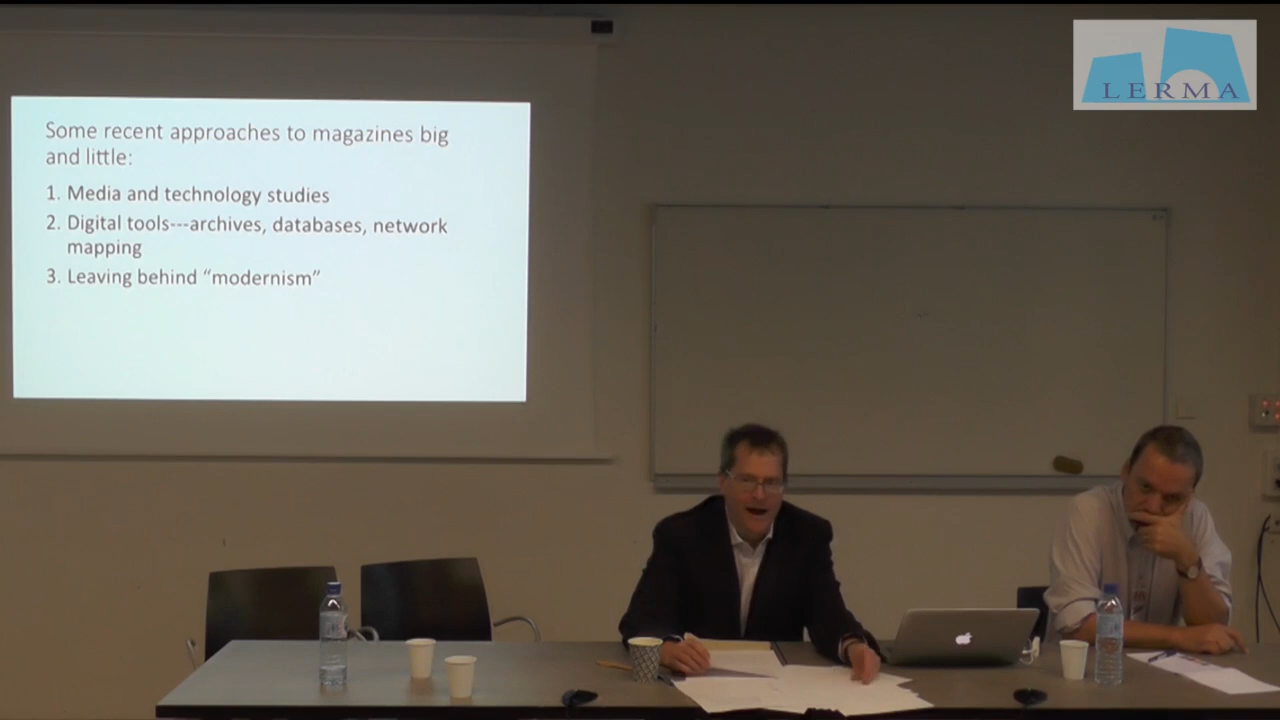 LERMA
Some recent approaches to magazines big
and little:
1. Media and technology studies
2. Digital tools---archives, databases, network
mapping
3. Leaving behind “modernism”